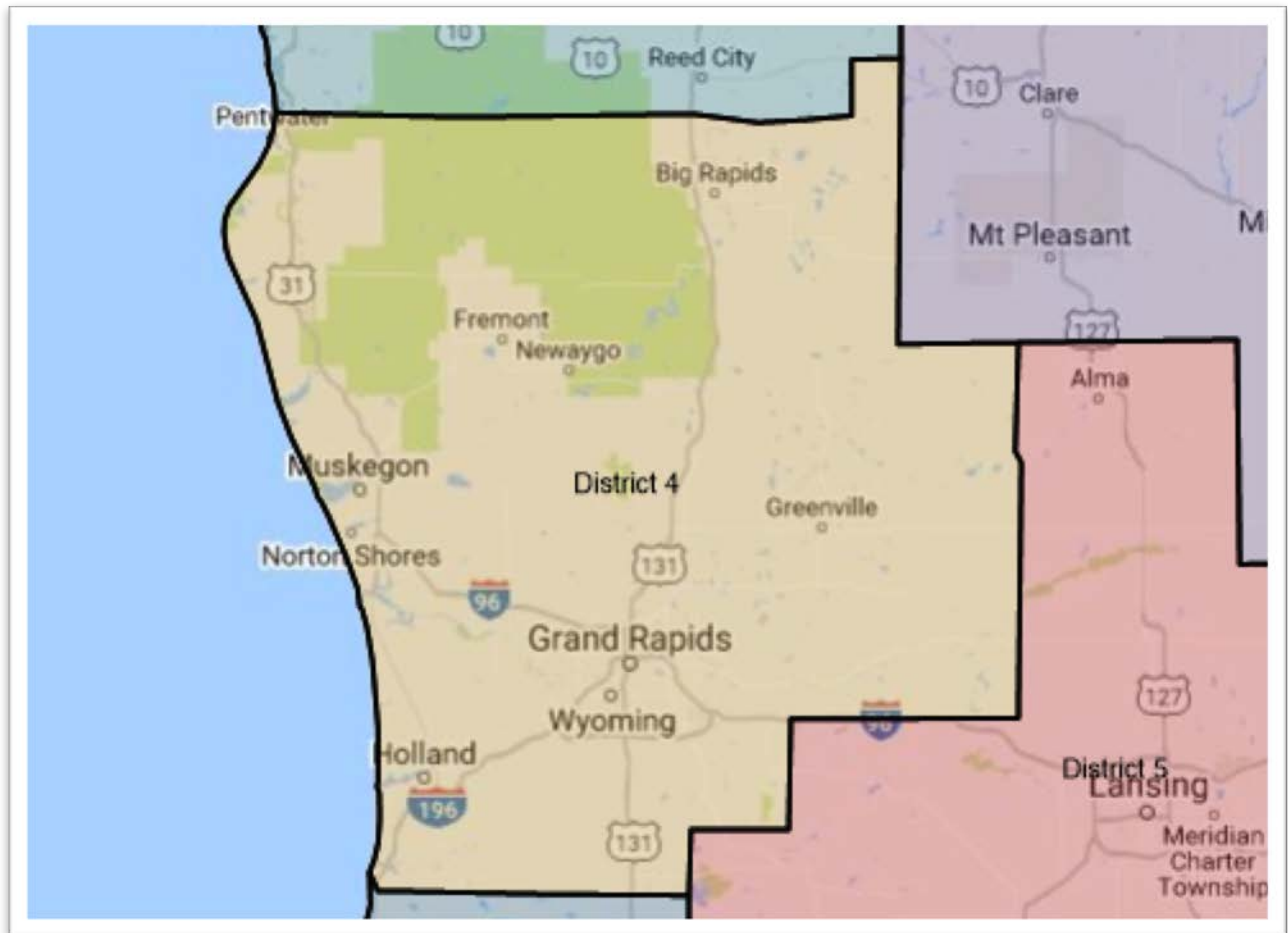 10
10
Reed City
10
Clare
Pentwater
Big Rapids
Mt Pleasant
Mi
31
Fremont
127
Newaygo
Alma
Muskegon
District 4
Greenville
Norton Shores
131
96
Grand Rapids
127
Wyoming
96
Holland
District 5
Lansing
196
131
Meridian
Charter
Township